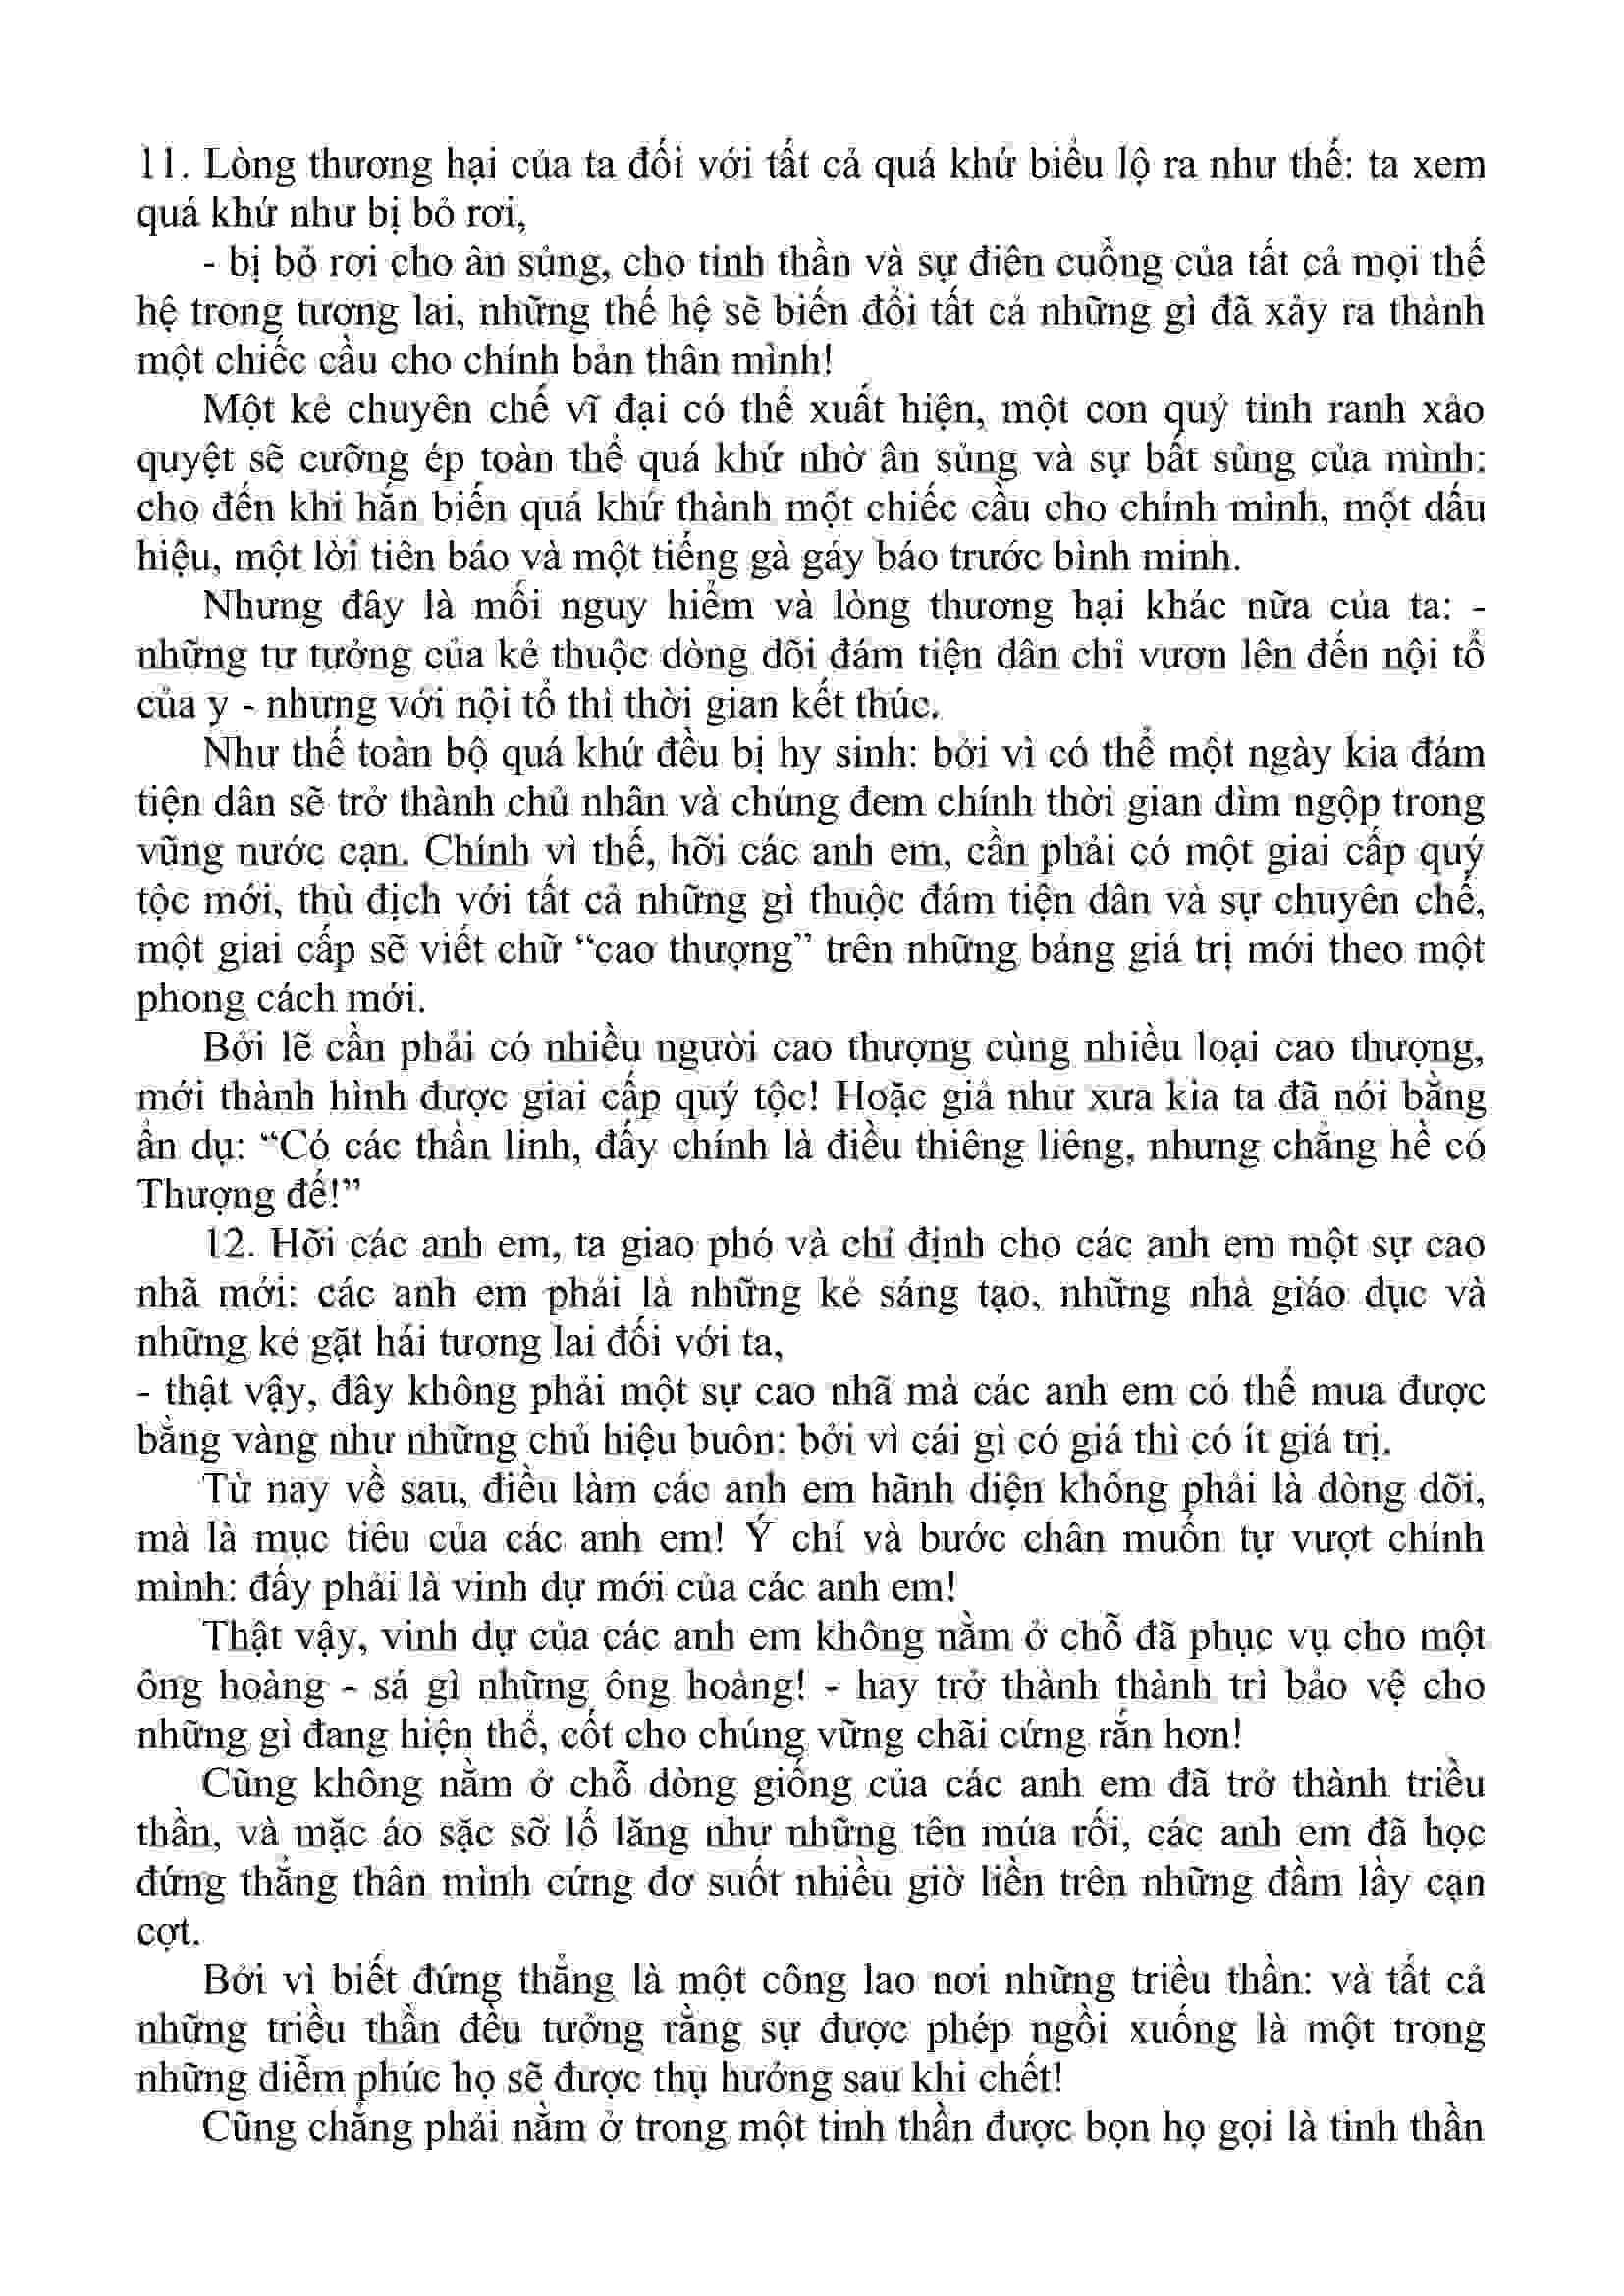 11. Lòng thương hại của ta đối với tất cả quá khứ biểu lộ ra như thế: ta xem
quá khứ như bị bỏ rơi,
- bị bỏ rơi cho ân sủng, cho tinh thần và sự điên cuồng của tất cả mọi thế
hệ trong tương lai, những thế hệ sẽ biến đổi tất cả những gì đã xảy ra thành
một chiếc cầu cho chính bản thân mình!
Một kẻ chuyên chế vĩ đại có thể xuất hiện, một con quỷ tinh ranh xảo
quyệt sẽ cưỡng ép toàn thể quá khứ nhờ ân sủng và sự bất sủng của mình:
cho đến khi hắn biến quá khứ thành một chiếc cầu cho chính mình, một dấu
hiệu, một lời tiên báo và một tiếng gà gáy báo trước bình minh.
Nhưng đây là mối nguy hiểm và lòng thương hại khác nữa của ta: -
những tư tưởng của kẻ thuộc dòng dõi đám tiện dân chỉ vươn lên đến nội tổ
của y - nhưng với nội tổ thì thời gian kết thúc.
Như thế toàn bộ quá khứ đều bị hy sinh: bởi vì có thể một ngày kia đám
tiện dân sẽ trở thành chủ nhân và chúng đem chính thời gian dìm ngộp trong
vũng nước cạn. Chính vì thế, hỡi các anh em, cần phải có một giai cấp quý
tộc mới, thù địch với tất cả những gì thuộc đám tiện dân và sự chuyên chế,
một giai cấp sẽ viết chữ “cao thượng” trên những bảng giá trị mới theo một
phong cách mới.
Bởi lẽ cần phải có nhiều người cao thượng cùng nhiều loại cao thượng,
mới thành hình được giai cấp quý tộc! Hoặc giả như xưa kia ta đã nói bằng
ẩn dụ: “Có các thần linh, đấy chính là điều thiêng liêng, nhưng chẳng hề có
Thượng đế!”
12. Hỡi các anh em, ta giao phó và chỉ định cho các anh em một sự cao
nhã mới: các anh em phải là những kẻ sáng tạo, những nhà giáo dục và
những kẻ gặt hái tương lai đối với ta,
- thật vậy, đây không phải một sự cao nhã mà các anh em có thể mua được
bằng vàng như những chủ hiệu buôn: bởi vì cái gì có giá thì có ít giá trị.
Từ nay về sau, điều làm các anh em hãnh diện không phải là dòng dõi,
mà là mục tiêu của các anh em! Ý chí và bước chân muốn tự vượt chính
mình: đấy phải là vinh dự mới của các anh em!
Thật vậy, vinh dự của các anh em không nằm ở chỗ đã phục vụ cho một
ông hoàng - sá gì những ông hoàng! - hay trở thành thành trì bảo vệ cho
những gì đang hiện thể, cốt cho chúng vững chãi cứng rắn hơn!
Cũng không nằm ở chỗ dòng giống của các anh em đã trở thành triều
thần, và mặc áo sặc sỡ lố lăng như những tên múa rối, các anh em đã học
đứng thẳng thân mình cứng đơ suốt nhiều giờ liền trên những đầm lầy cạn
cợt.
Bởi vì biết đứng thẳng là một công lao nơi những triều thần: và tất cả
những triều thần đều tưởng rằng sự được phép ngồi xuống là một trong
những diễm phúc họ sẽ được thụ hưởng sau khi chết!
Cũng chẳng phải nằm ở trong một tinh thần được bọn họ gọi là tinh thần